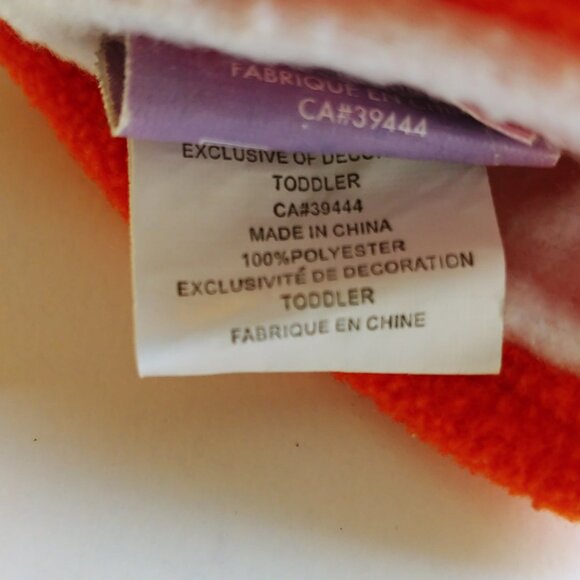 FABRIQUE EN
CA#39444
EXCLUSIVE OF
TODDLER
CA#39444
MADE IN CHINA
100%POLYESTER
EXCLUSIVITÉ DE DECORATION
TODDLER
FABRIQUE EN CHINE